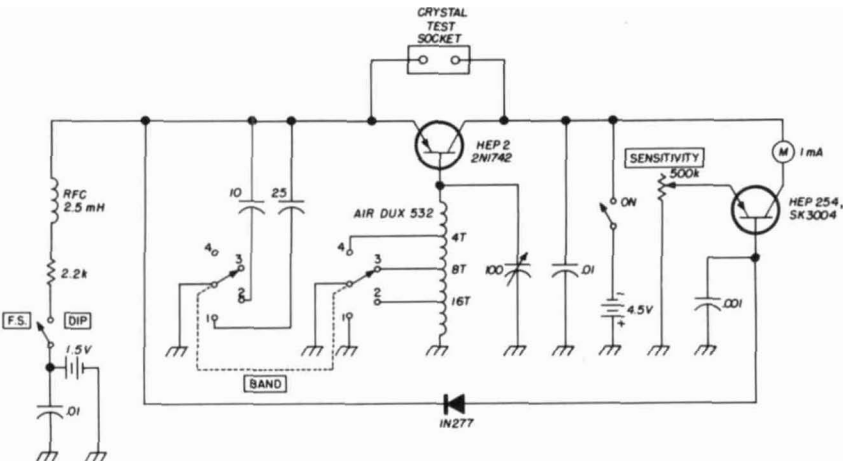 CRYSTAL
TEST
SOCKET
HEP 2
2N1742
RFC
2.5 mH
2.2k
F.S.
DIP
1.5V
.01
10
25
4
3
2
1
BAND
AIR DUX 532
4
3
2
1
4T
8T
16T
100
.01
ON
4.5V
-
+
SENSITIVITY
500k
M
1 mA
HEP 254,
SK3004
.001
1N277